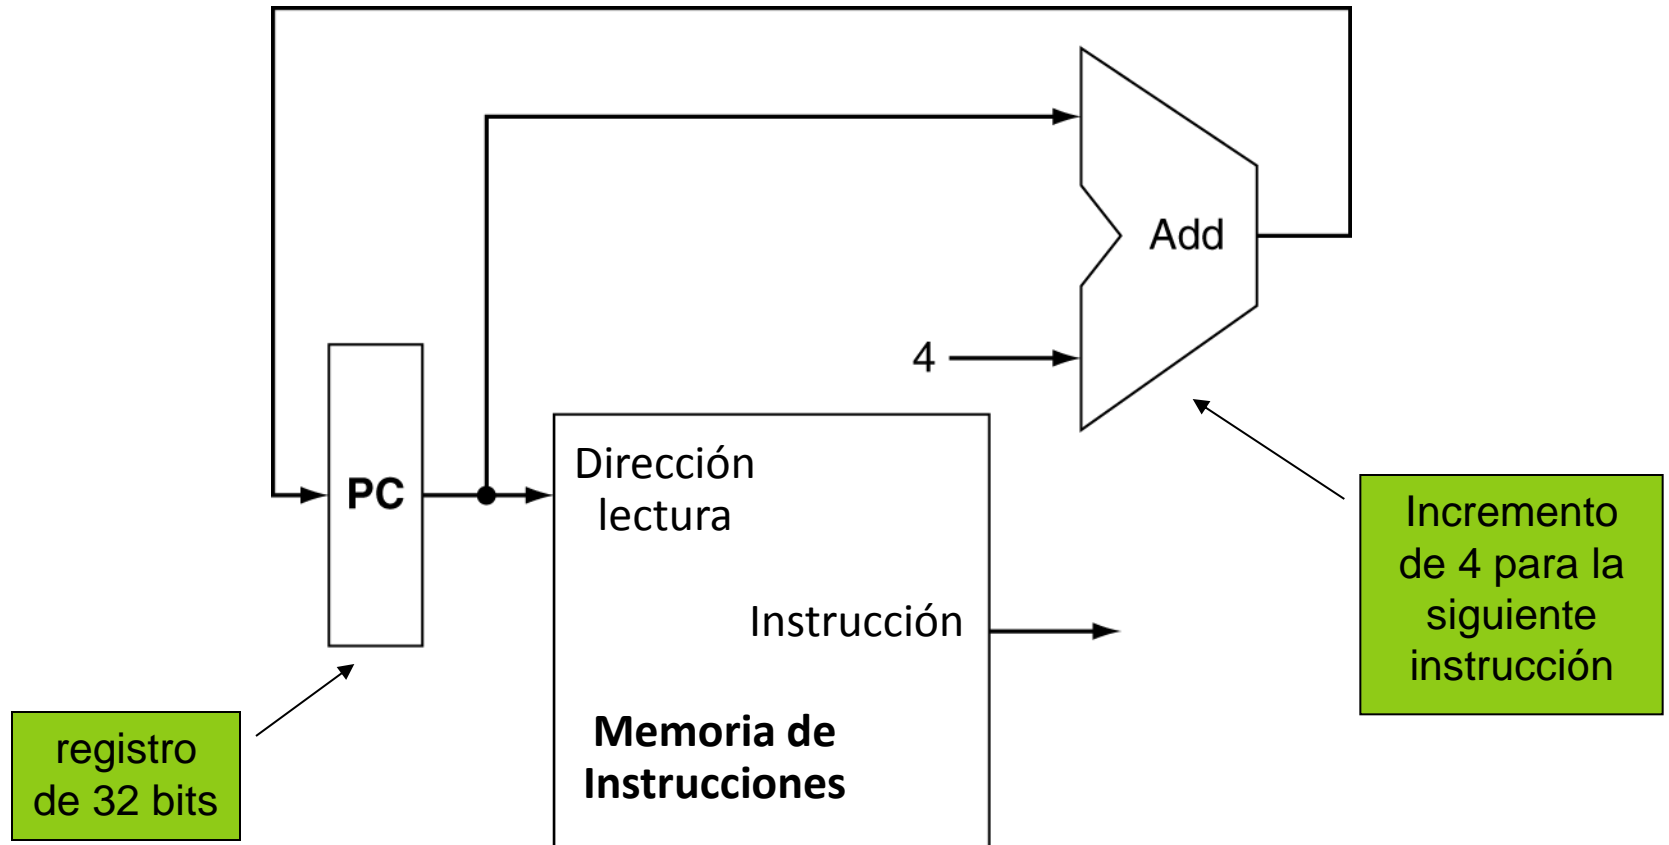 Add
4
PC
Dirección
lectura
Instrucción
Memoria de
Instrucciones
Incremento
de 4 para la
siguiente
instrucción
registro
de 32 bits